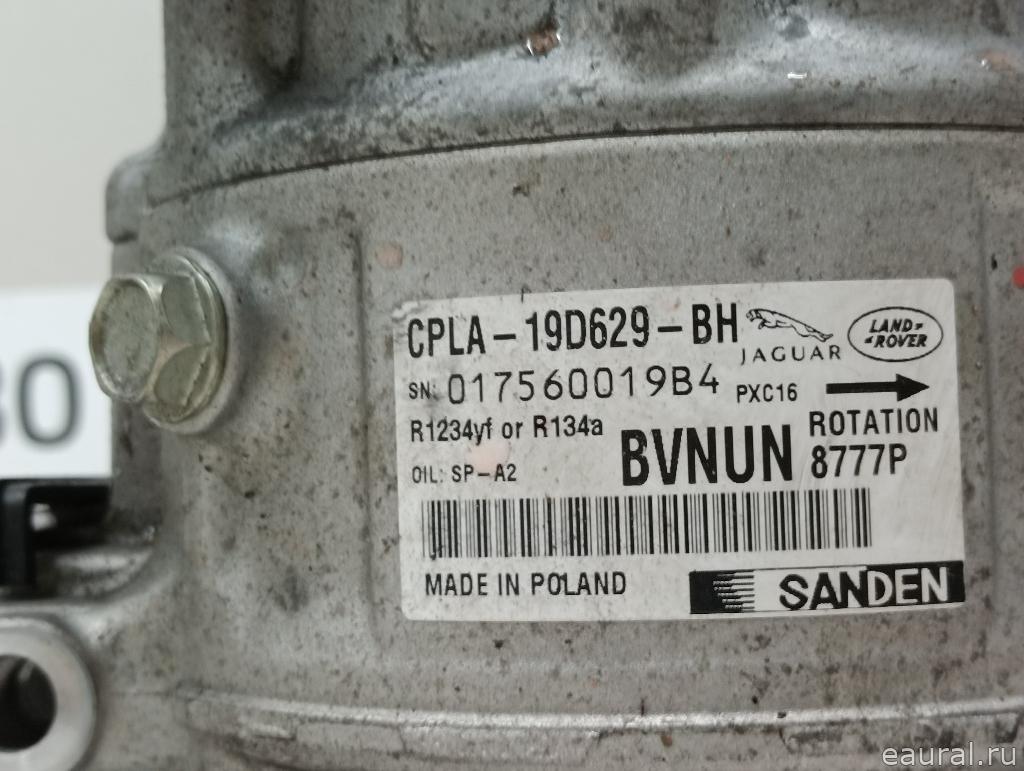 CPLA-19D629-BH
JAGUAR
LAND-
-ROVER
SN: 017560019B4 PXC16
R1234yf or R134a
BVNUN
ROTATION
OIL: SP-A2
8777P
MADE IN POLAND
SANDEN
eaural.ru